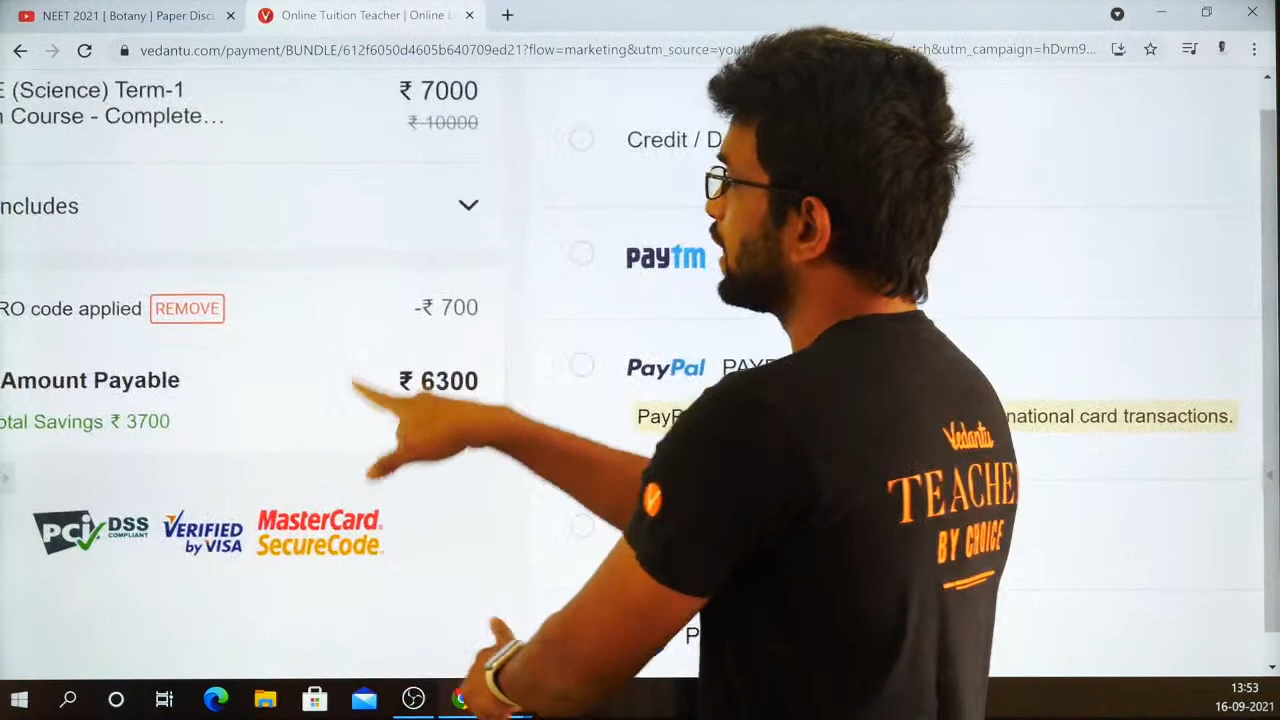 NEET 2021 | Botany | Paper Discu
Online Tuition Teacher | Online L
vedantu.com/payment/BUNDLE/612f6050d4605b640709ed21?flow=marketing&utm_source=you
tch&utm_campaign=hDvm9...
E (Science) Term-1
₹ 7000
Course - Complete...
₹ 10000
Credit / D
ncludes
paytm
RO code applied REMOVE
-₹ 700
PayPal
Amount Payable
₹ 6300
national card transactions.
otal Savings ₹ 3700
Vedantu
TEACHE
BY CHOICE
PCI DSS COMPLIANT
VERIFIED by VISA
MasterCard.
SecureCode.
13:53
16-09-2021